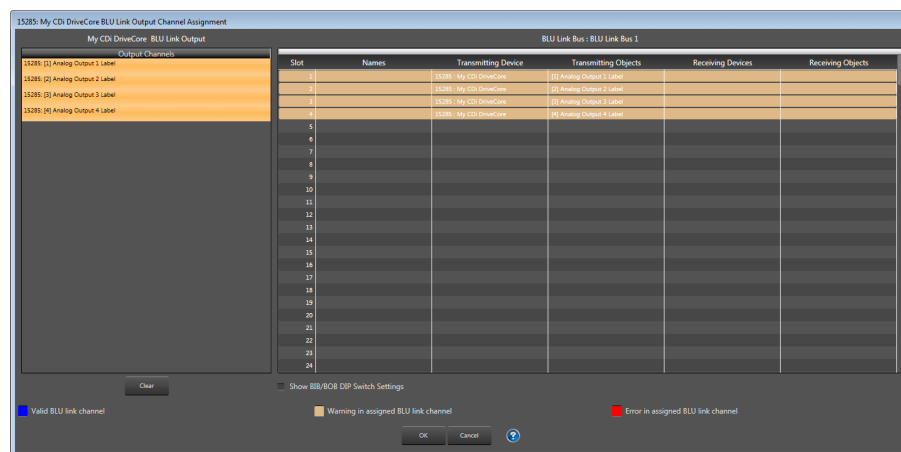 15285: My CDi DriveCore BLU Link Output Channel Assignment
My CDi DriveCore BLU Link Output
BLU Link Bus : BLU Link Bus 1
Output Channels
15285: [1] Analog Output 1 Label
15285: [2] Analog Output 2 Label
15285: [3] Analog Output 3 Label
15285: [4] Analog Output 4 Label
Slot Names Transmitting Device Transmitting Objects Receiving Devices Receiving Objects
1 15285 : My CDi DriveCore [1] Analog Output 1 Label
2 15285 : My CDi DriveCore [2] Analog Output 2 Label
3 15285 : My CDi DriveCore [3] Analog Output 3 Label
4 15285 : My CDi DriveCore [4] Analog Output 4 Label
5
6
7
8
9
10
11
12
13
14
15
16
17
18
19
20
21
22
23
24
Clear
Show BIB/BOB DIP Switch Settings
Valid BLU link channel
Warning in assigned BLU link channel
Error in assigned BLU link channel
OK Cancel ?